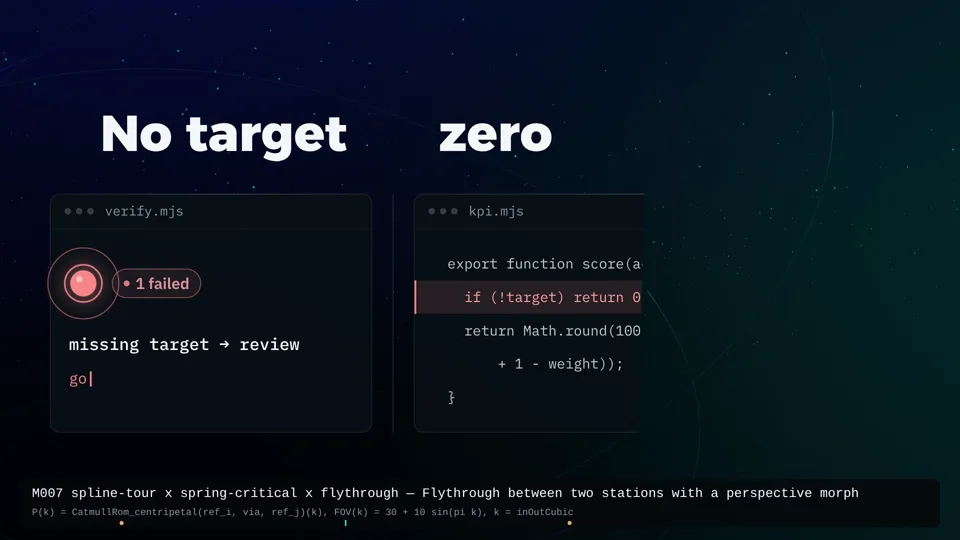 No target zero
verify.mjs
1 failed
missing target → review
go
kpi.mjs
export function score(a
if (!target) return 0
return Math.round(100
+ 1 - weight));
}
M007 spline-tour x spring-critical x flythrough — Flythrough between two stations with a perspective morph
P(k) = CatmullRom_centripetal(ref_i, via, ref_j)(k), FOV(k) = 30 + 10 sin(pi k), k = inOutCubic